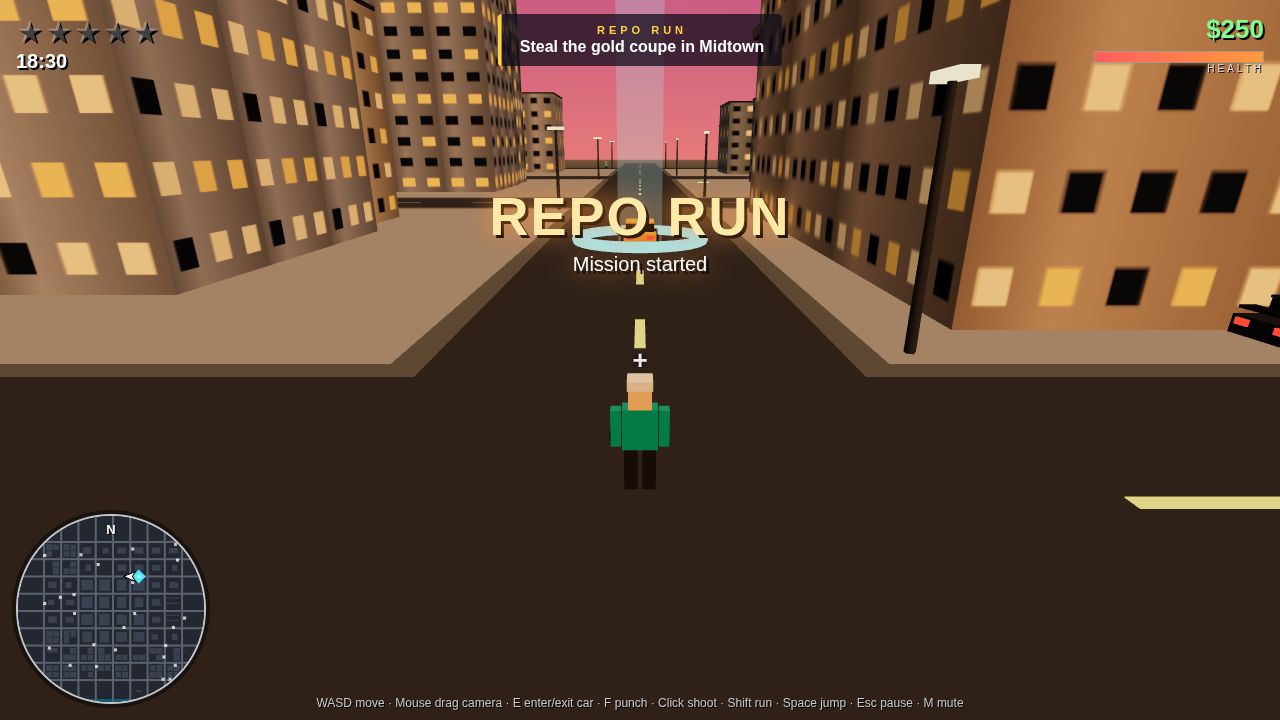 REPO RUN
Steal the gold coupe in Midtown
$250
18:30
HEALTH
REPO RUN
Mission started
N
WASD move · Mouse drag camera · E enter/exit car · F punch · Click shoot · Shift run · Space jump · Esc pause · M mute